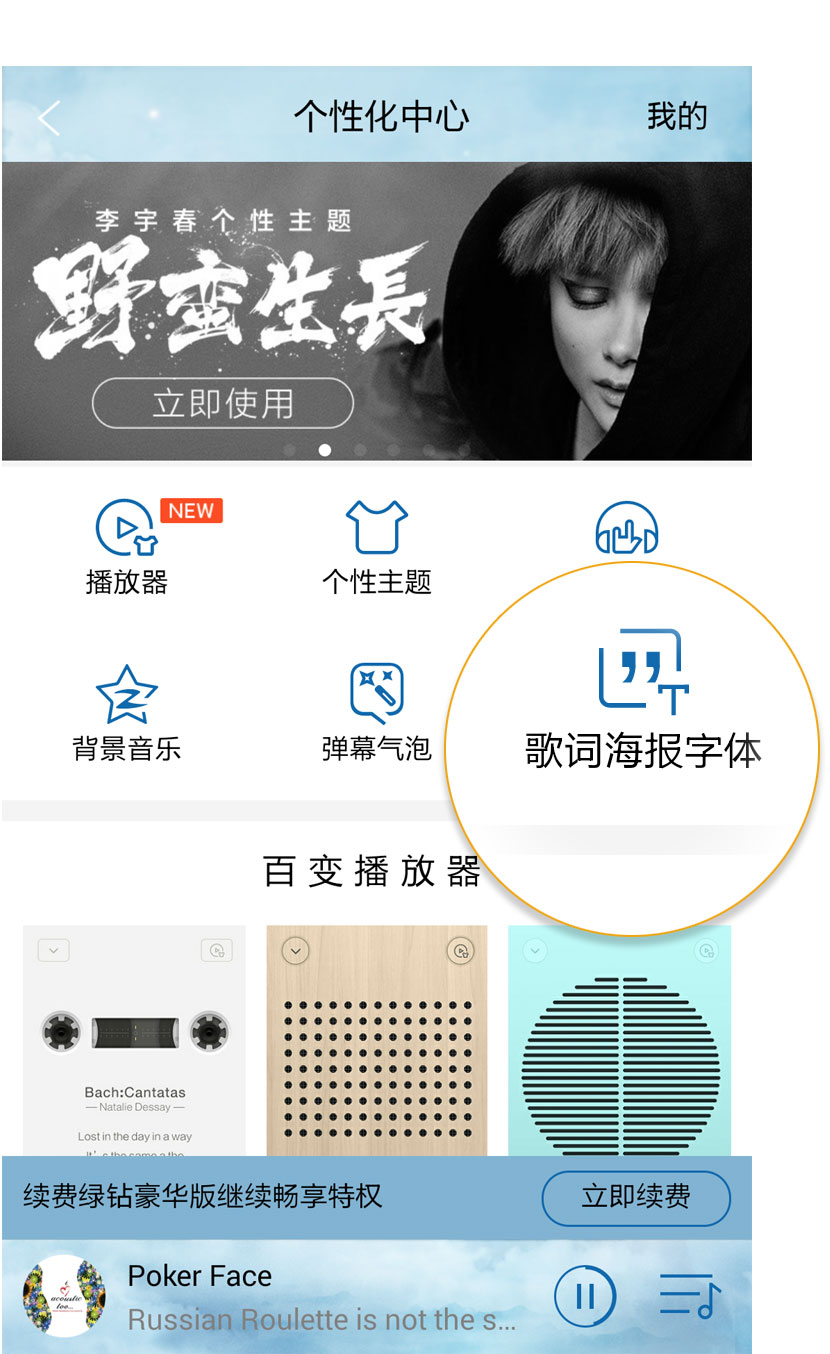 个性化中心
我的
李宇春个性主题
野蛮生長
立即使用
NEW
播放器
个性主题
背景音乐
弹幕气泡
T
歌词海报字体
百变播放器
Bach:Cantatas
— Natalie Dessay —
Lost in the day in a way
It's the same a the
续费绿钻豪华版继续畅享特权
立即续费
i
acoustic
too...
Poker Face
Russian Roulette is not the s...